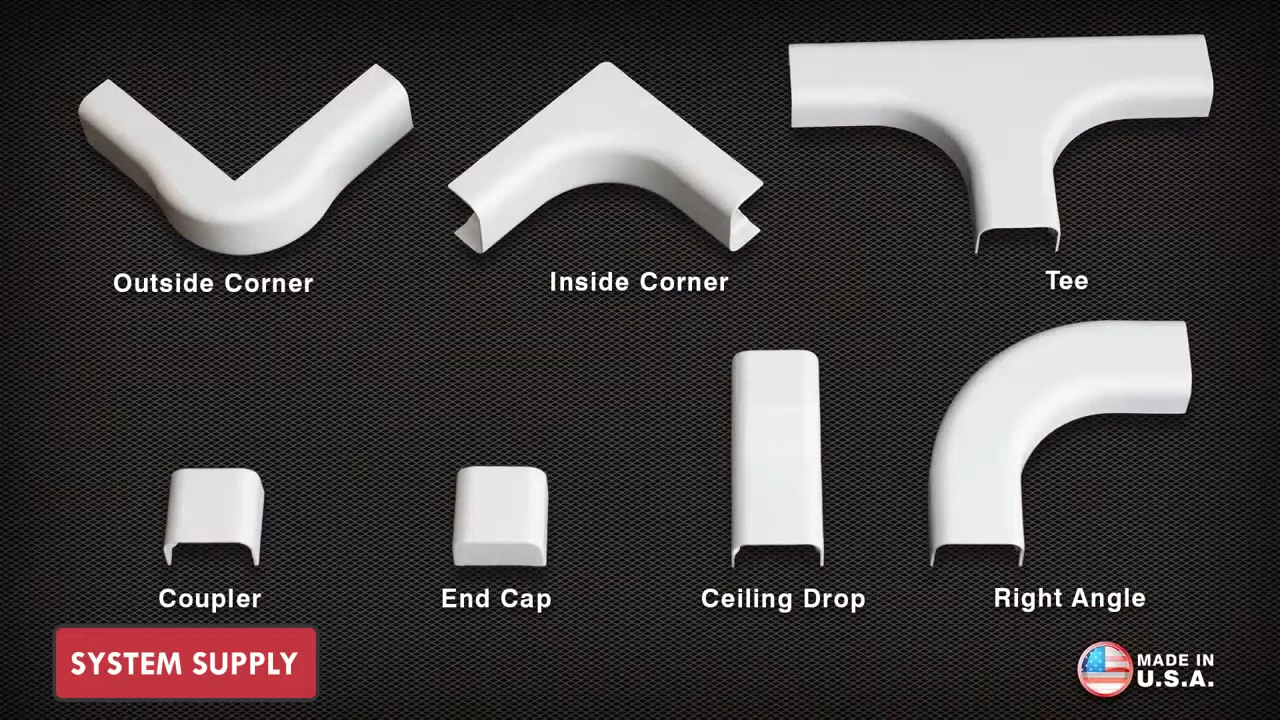 Outside Corner
Inside Corner
Tee
Coupler
End Cap
Ceiling Drop
Right Angle
SYSTEM SUPPLY
MADE IN
U.S.A.